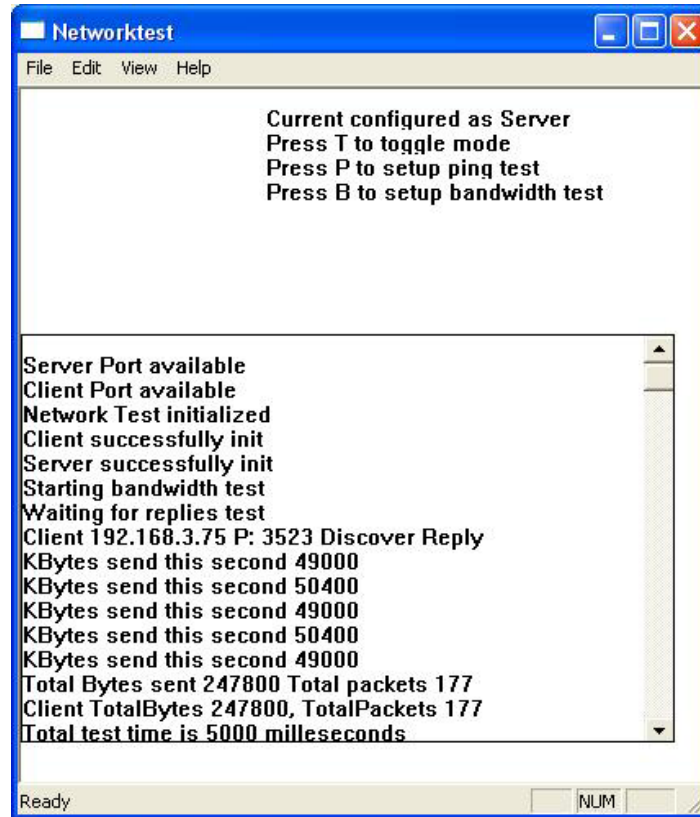 Networktest
File Edit View Help
Current configured as Server
Press T to toggle mode
Press P to setup ping test
Press B to setup bandwidth test
Server Port available
Client Port available
Network Test initialized
Client successfully init
Server successfully init
Starting bandwidth test
Waiting for replies test
Client 192.168.3.75 P: 3523 Discover Reply
KBytes send this second 49000
KBytes send this second 50400
KBytes send this second 49000
KBytes send this second 50400
KBytes send this second 49000
Total Bytes sent 247800 Total packets 177
Client TotalBytes 247800, TotalPackets 177
Total test time is 5000 milleseconds
Ready NUM